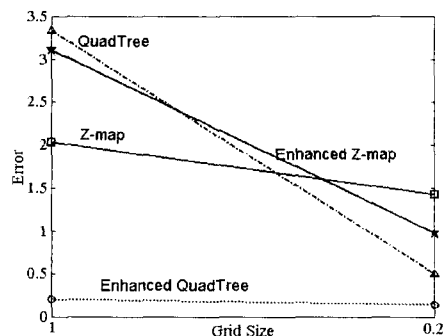 3.5
3
2.5
2
1.5
1
0.5
0
Error
QuadTree
Z-map
Enhanced Z-map
Enhanced QuadTree
1
Grid Size
0.2